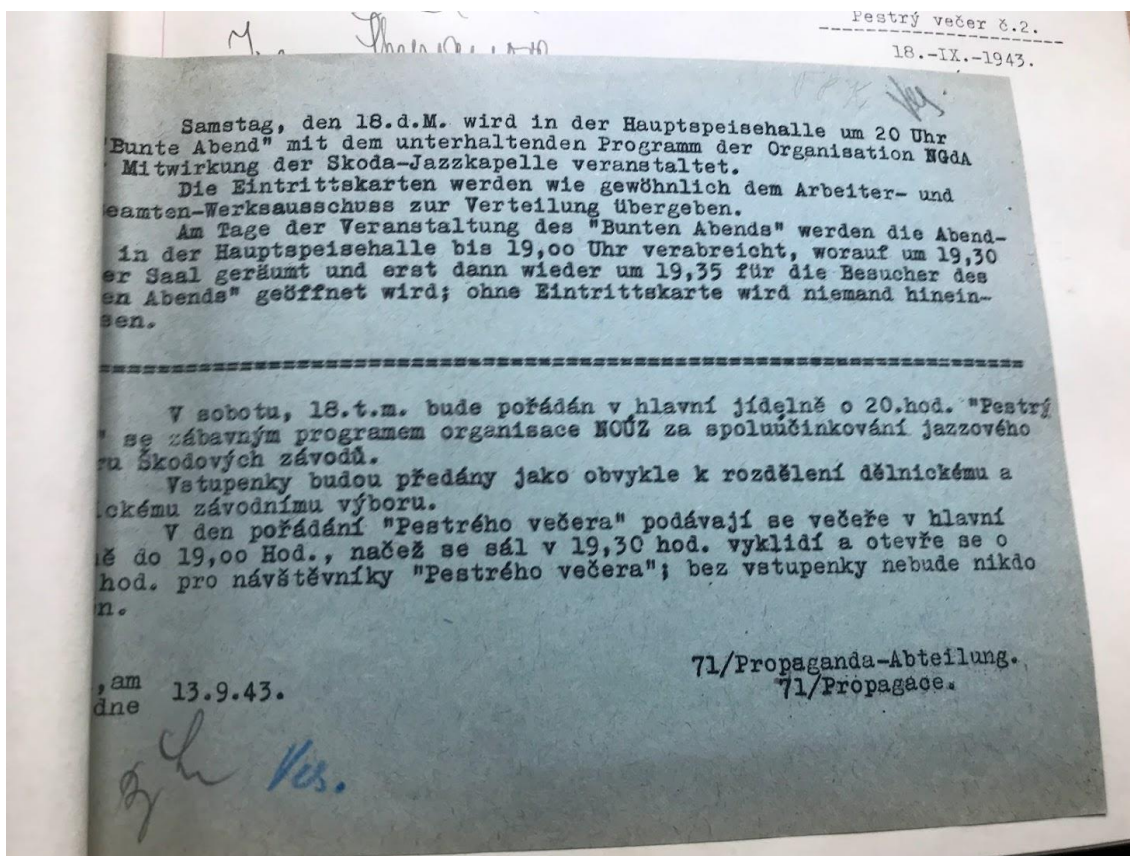 Pestrý večer č.2.
18.-IX.-1943.
Samstag, den 18.d.M. wird in der Hauptspeisehalle um 20 Uhr
"Bunte Abend" mit dem unterhaltenden Programm der Organisation NGdA
Mitwirkung der Skoda-Jazzkapelle veranstaltet.
Die Eintrittskarten werden wie gewöhnlich dem Arbeiter- und
eamten-Werksausschuss zur Verteilung übergeben.
Am Tage der Veranstaltung des "Bunten Abends" werden die Abend-
in der Hauptspeisehalle bis 19,oo Uhr verabreicht, worauf um 19,30
er Saal geräumt und erst dann wieder um 19,35 für die Besucher des
en Abends" geöffnet wird; ohne Eintrittskarte wird niemand hinein-
sen.
V sobotu, 18.t.m. bude pořádán v hlavní jídelně o 20.hod. "Pestrý
" se zábavným programem organisace NOÚZ za spoluúčinkování jazzového
ru Škodových závodů.
Vstupenky budou předány jako obvykle k rozdělení dělnickému a
ickému závodnímu výboru.
V den pořádání "Pestrého večera" podávají se večeře v hlavní
ě do 19,oo Hod., načež se sál v 19,30 hod. vyklidí a otevře se o
hod. pro návštěvníky "Pestrého večera"; bez vstupenky nebude nikdo
n.
71/Propaganda-Abteilung.
71/Propagace.
,am
dne 13.9.43.